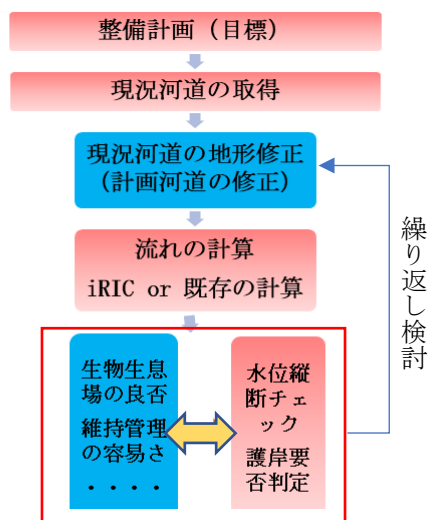 整備計画（目標）
現況河道の取得
現況河道の地形修正
（計画河道の修正）
流れの計算
iRIC or 既存の計算
生物生息
場の良否
維持管理
の容易さ
・・・・
水位縦
断チェ
ック
護岸要
否判定
繰り返し検討